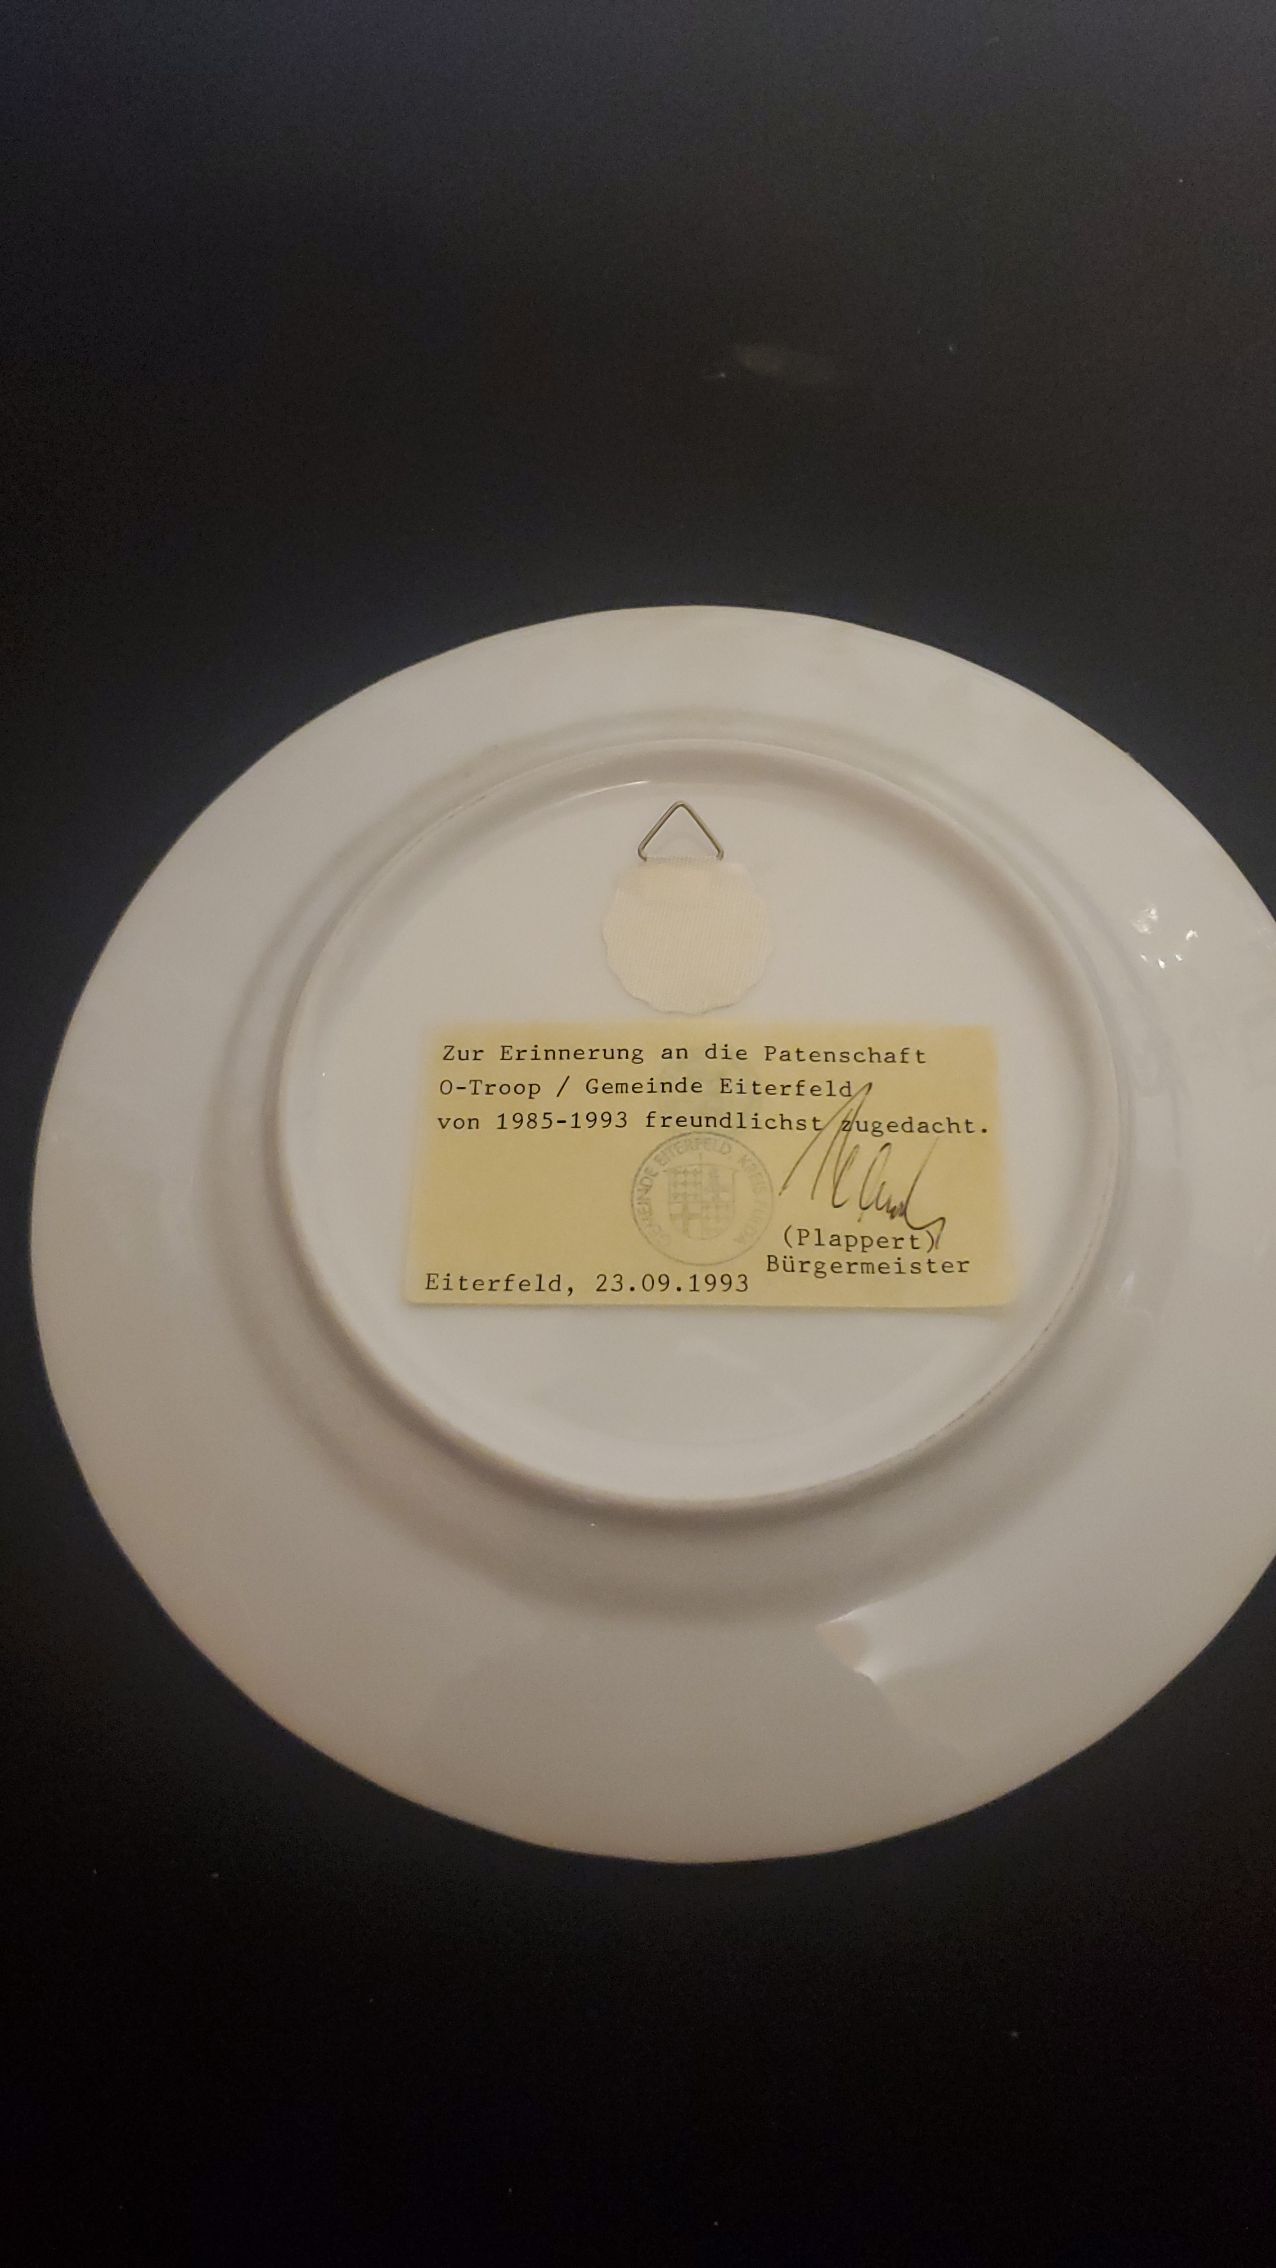 Zur Erinnerung an die Patenschaft
O-Troop / Gemeinde Eiterfeld
von 1985-1993 freundlichst zugedacht.
GEMEINDE EITERFELD KREIS FULDA
(Plappert)
Bürgermeister
Eiterfeld, 23.09.1993